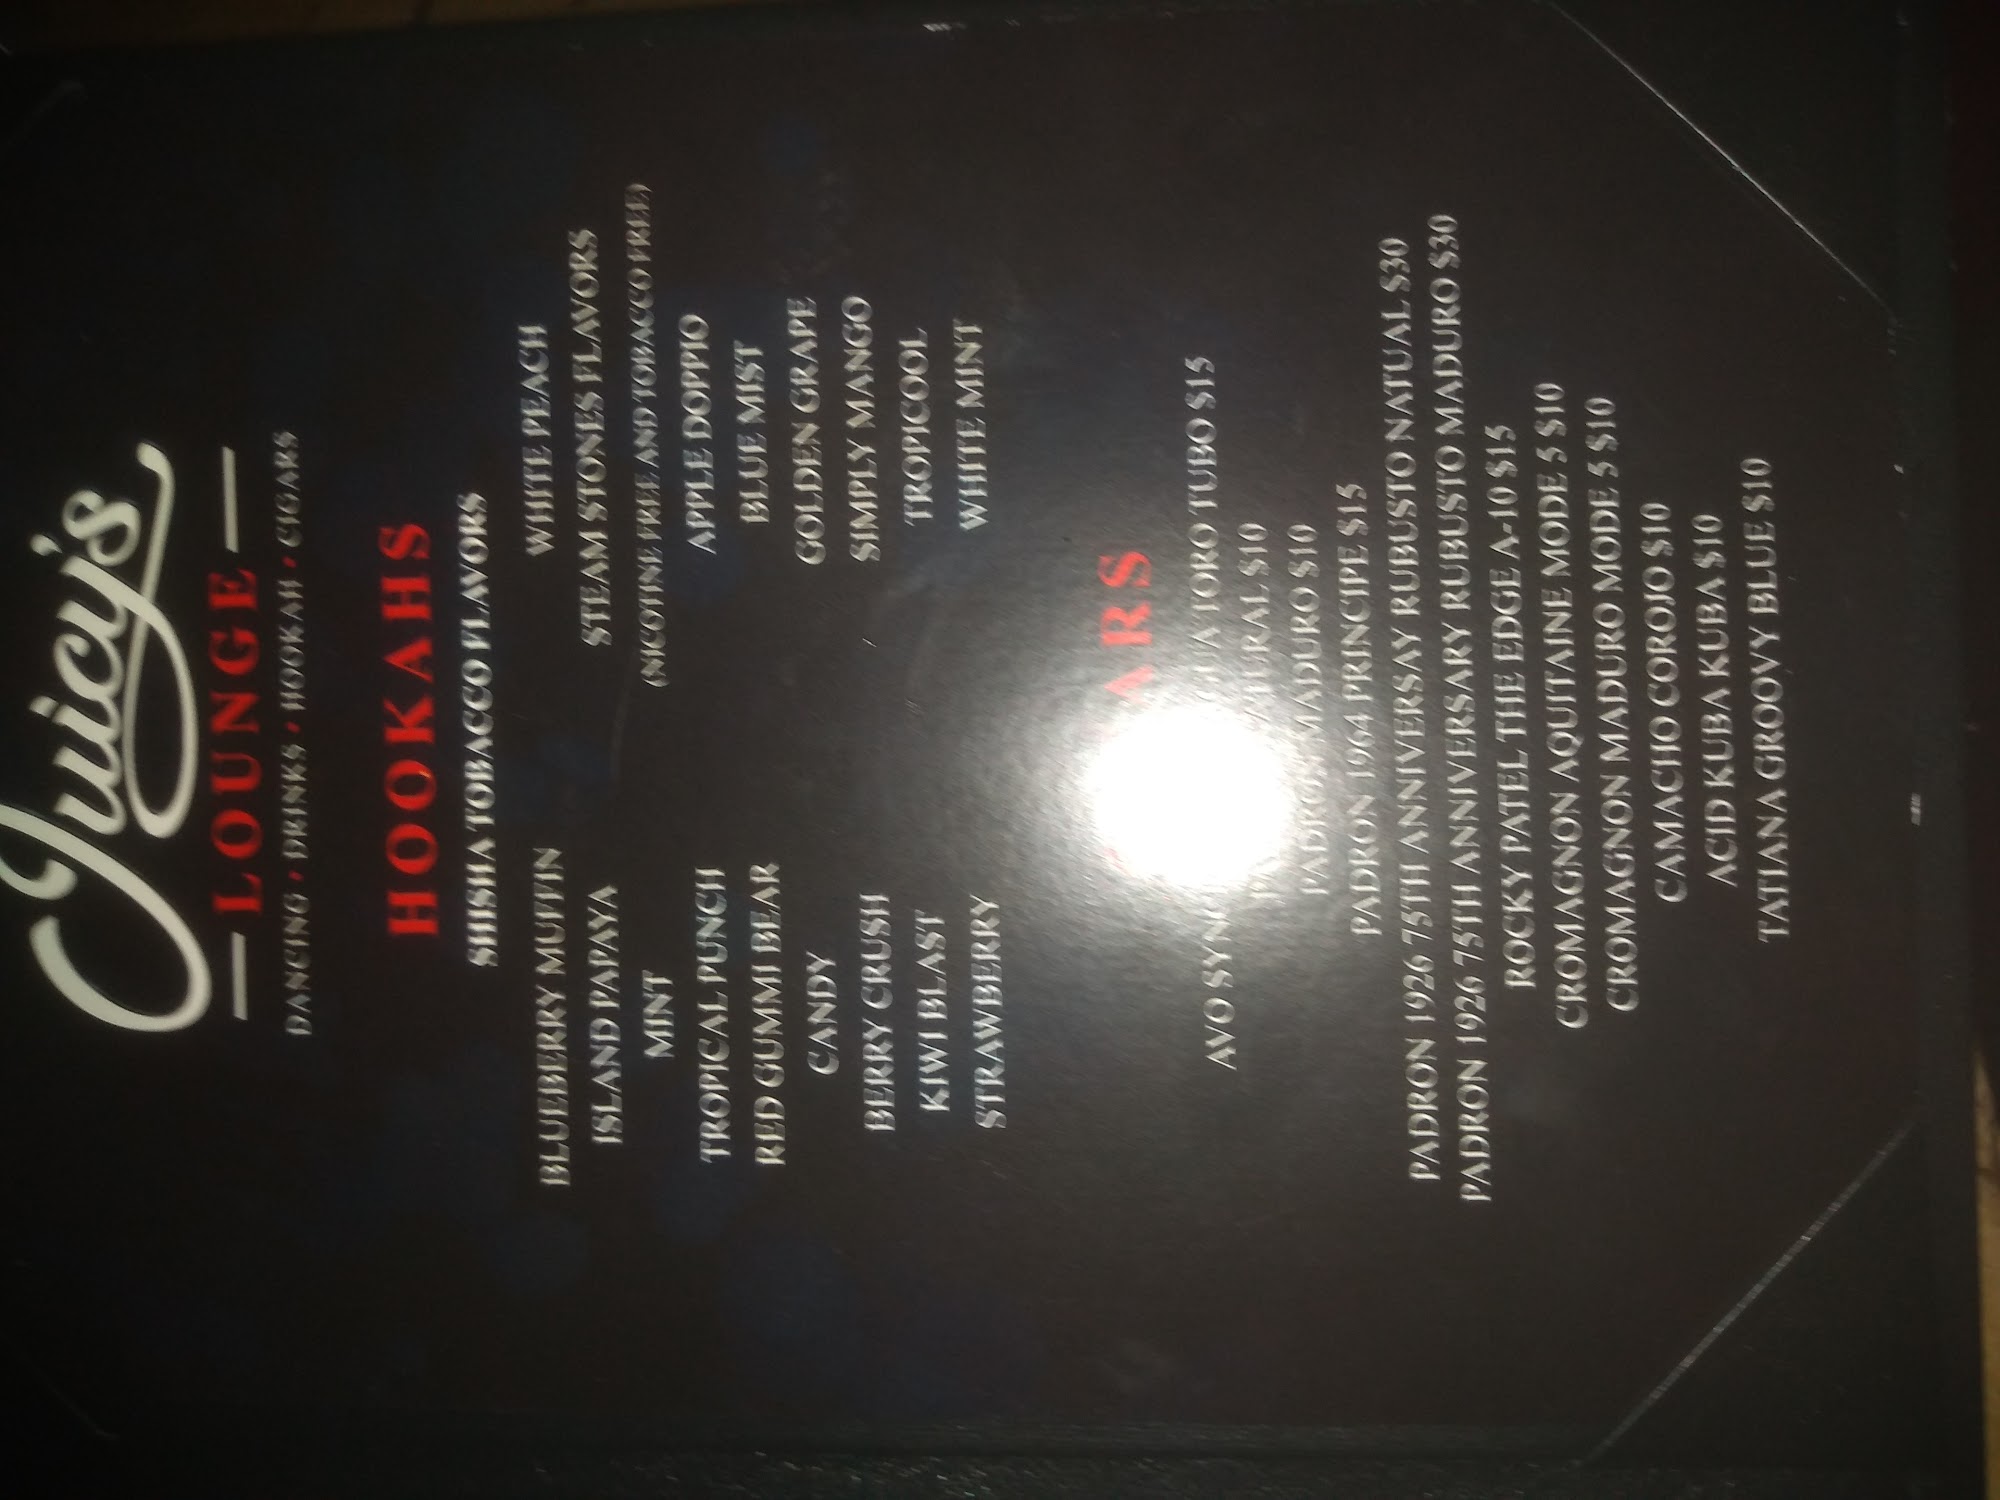 Juicy's
LOUNGE
DANCING • DRINKS • HOOKAH • CIGARS
HOOKAHS
SHISHA TOBACCO FLAVORS
BLUEBERRY MUFFIN
ISLAND PAPAYA
MINT
TROPICAL PUNCH
RED GUMMI BEAR
CANDY
BERRY CRUSH
KIWI BLAST
STRAWBERRY
WHITE PEACH
STEAM STONES FLAVORS
(NICOTINE FREE AND TOBACCO FREE)
APPLE DOPPIO
BLUE MIST
GOLDEN GRAPE
SIMPLY MANGO
TROPICOOL
WHITE MINT
AVO TORO TUBO $15
$10
MADURO $10
PADRON 1964 PRINCIPE $15
PADRON 1926 75TH ANNIVERSAY RUBUSTO NATUAL $30
PADRON 1926 75TH ANNIVERSARY RUBUSTO MADURO $30
ROCKY PATEL THE EDGE A-10 $15
CROMAGNON AQUITAINE MODE 5 $10
CROMAGNON MADURO MODE 5 $10
CAMACHO COROJO $10
ACID KUBA KUBA $10
TATIANA GROOVY BLUE $10